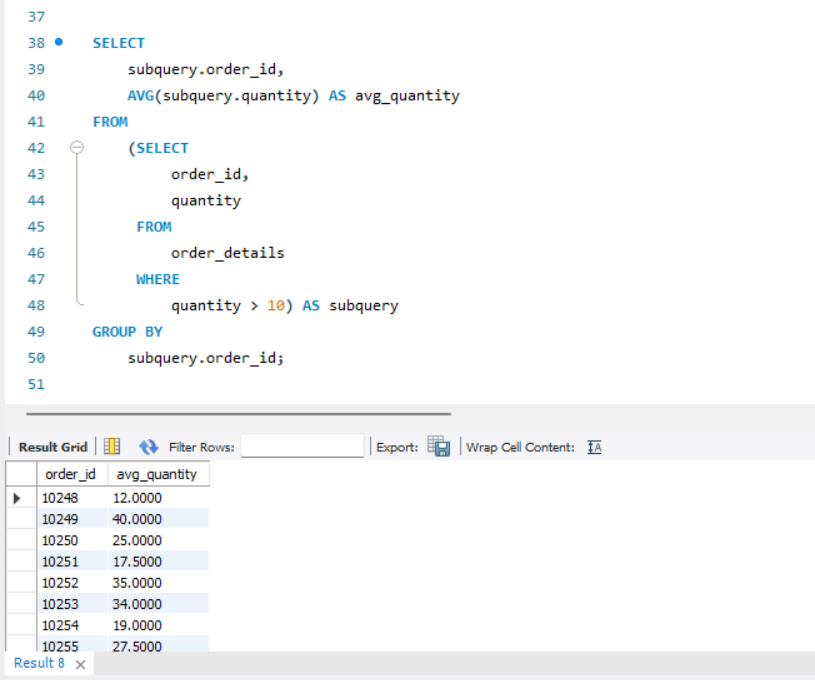 37
38 SELECT
39 subquery.order_id,
40 AVG(subquery.quantity) AS avg_quantity
41 FROM
42 (SELECT
43 order_id,
44 quantity
45 FROM
46 order_details
47 WHERE
48 quantity > 10) AS subquery
49 GROUP BY
50 subquery.order_id;
51
Result Grid Filter Rows: Export: Wrap Cell Content:
order_id avg_quantity
10248 12.0000
10249 40.0000
10250 25.0000
10251 17.5000
10252 35.0000
10253 34.0000
10254 19.0000
10255 27.5000
Result 8